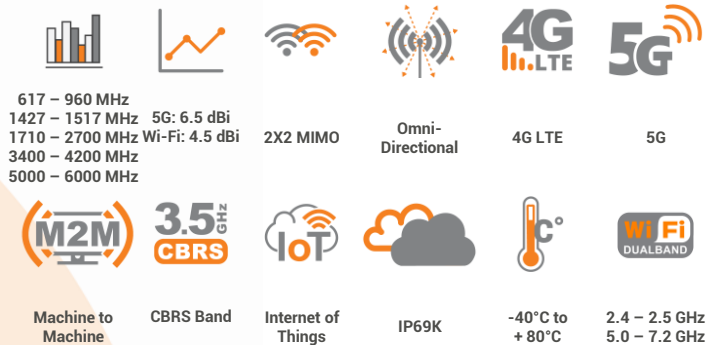 4G
LTE
5G
617 – 960 MHz
1427 – 1517 MHz
1710 – 2700 MHz
3400 – 4200 MHz
5000 – 6000 MHz
5G: 6.5 dBi
Wi-Fi: 4.5 dBi
2X2 MIMO
Omni-
Directional
4G LTE
5G
M2M
3.5 GHz
CBRS
IoT
C°
Wi Fi
DUALBAND
Machine to
Machine
CBRS Band
Internet of
Things
IP69K
-40°C to
+ 80°C
2.4 – 2.5 GHz
5.0 – 7.2 GHz